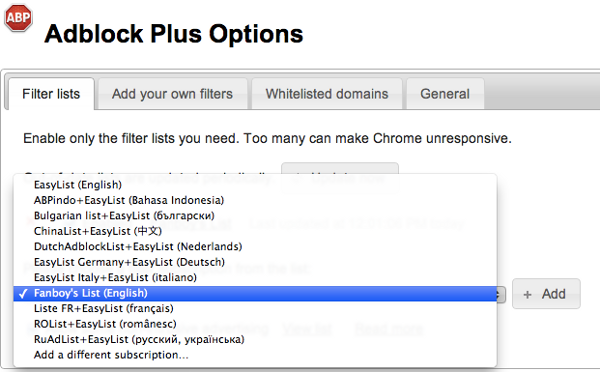 ABP
Adblock Plus Options
Filter lists
Add your own filters
Whitelisted domains
General
Enable only the filter lists you need. Too many can make Chrome unresponsive.
EasyList (English)
ABPindo+EasyList (Bahasa Indonesia)
Bulgarian list+EasyList (български)
ChinaList+EasyList (中文)
DutchAdblockList+EasyList (Nederlands)
EasyList Germany+EasyList (Deutsch)
EasyList Italy+EasyList (italiano)
✓ Fanboy's List (English)
+ Add
Liste FR+EasyList (français)
ROList+EasyList (românesc)
RuAdList+EasyList (русский, українська)
Add a different subscription...